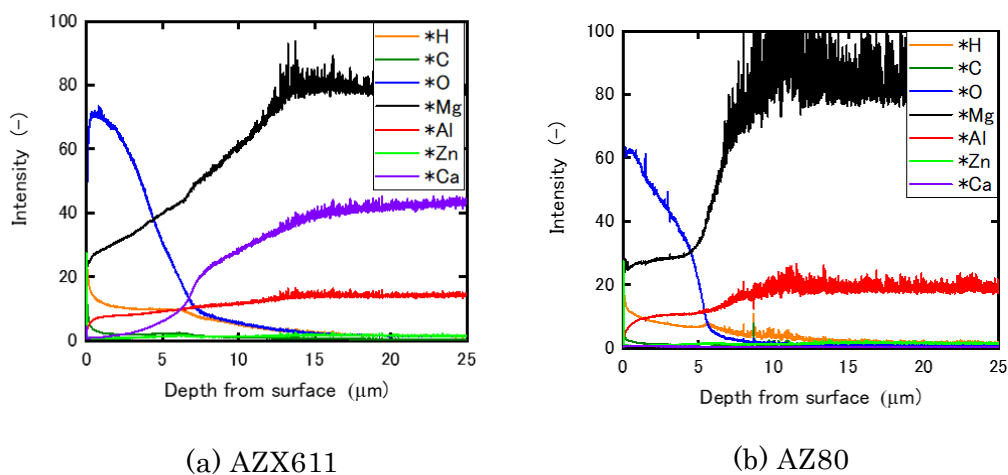 100
80
60
40
20
0
Intensity (-)
*H
*C
*O
*Mg
*Al
*Zn
*Ca
0 5 10 15 20 25
Depth from surface (μm)
(a) AZX611
100
80
60
40
20
0
Intensity (-)
*H
*C
*O
*Mg
*Al
*Zn
*Ca
0 5 10 15 20 25
Depth from surface (μm)
(b) AZ80